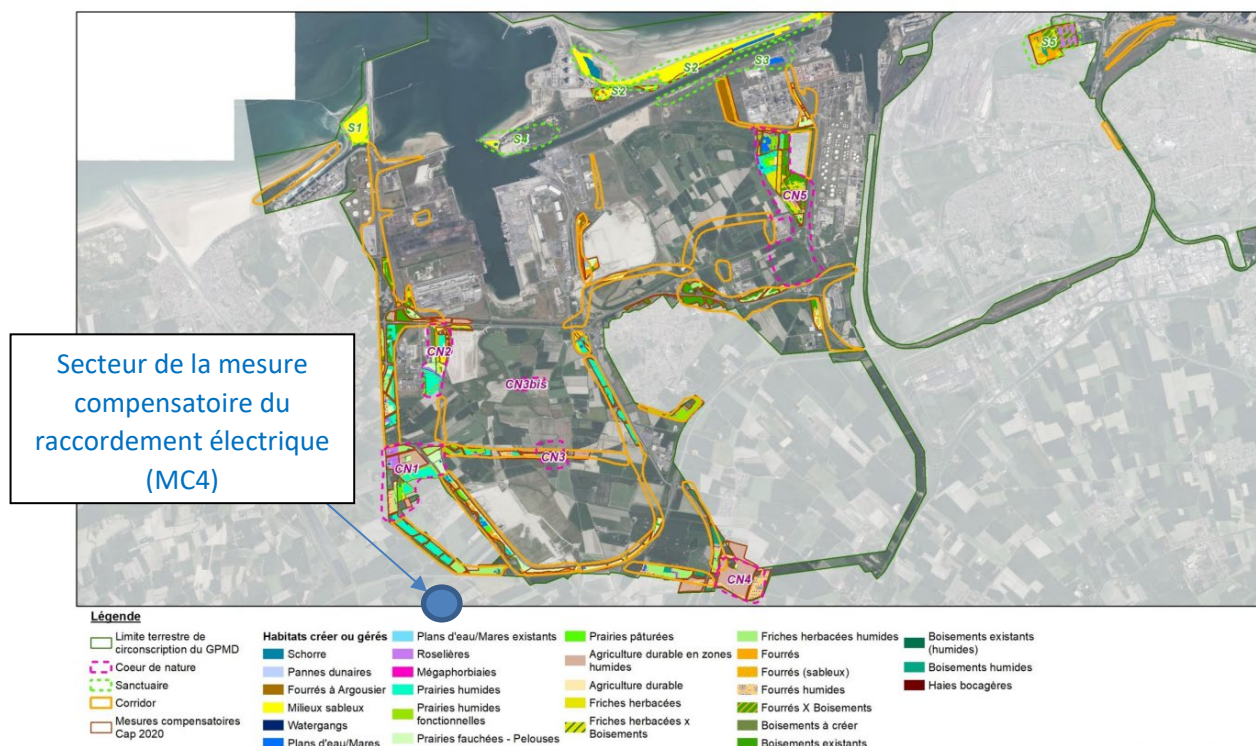 S1
S2
S2
S3
S4
S5
CN5
CN2
CN3bis
CN1
CN3
CN4
Secteur de la mesure
compensatoire du
raccordement électrique
(MC4)
Légende
Limite terrestre de
circonscription du GPMD
Coeur de nature
Sanctuaire
Corridor
Mesures compensatoires
Cap 2020
Habitats créer ou gérés
Schorre
Pannes dunaires
Fourrés à Argousier
Milieux sableux
Watergangs
Plans d'eau/Mares
Plans d'eau/Mares existants
Roselières
Mégaphorbiaies
Prairies humides
Prairies humides
fonctionnelles
Prairies fauchées - Pelouses
Prairies pâturées
Agriculture durable en zones
humides
Agriculture durable
Friches herbacées
Friches herbacées x
Boisements
Friches herbacées humides
Fourrés
Fourrés (sableux)
Fourrés humides
Fourrés X Boisements
Boisements à créer
Boisements existants
Boisements existants
(humides)
Boisements humides
Haies bocagères